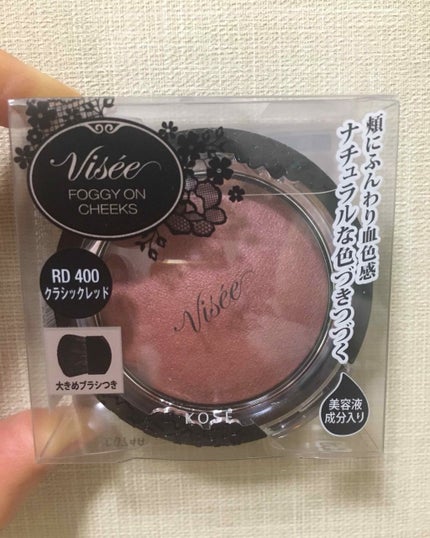 Visée
FOGGY ON
CHEEKS
RD 400
クラシックレッド
大きめブラシつき
頬にふんわり血色感
ナチュラルな色づきつづく
Visée
美容液
成分入り
KOSÉ